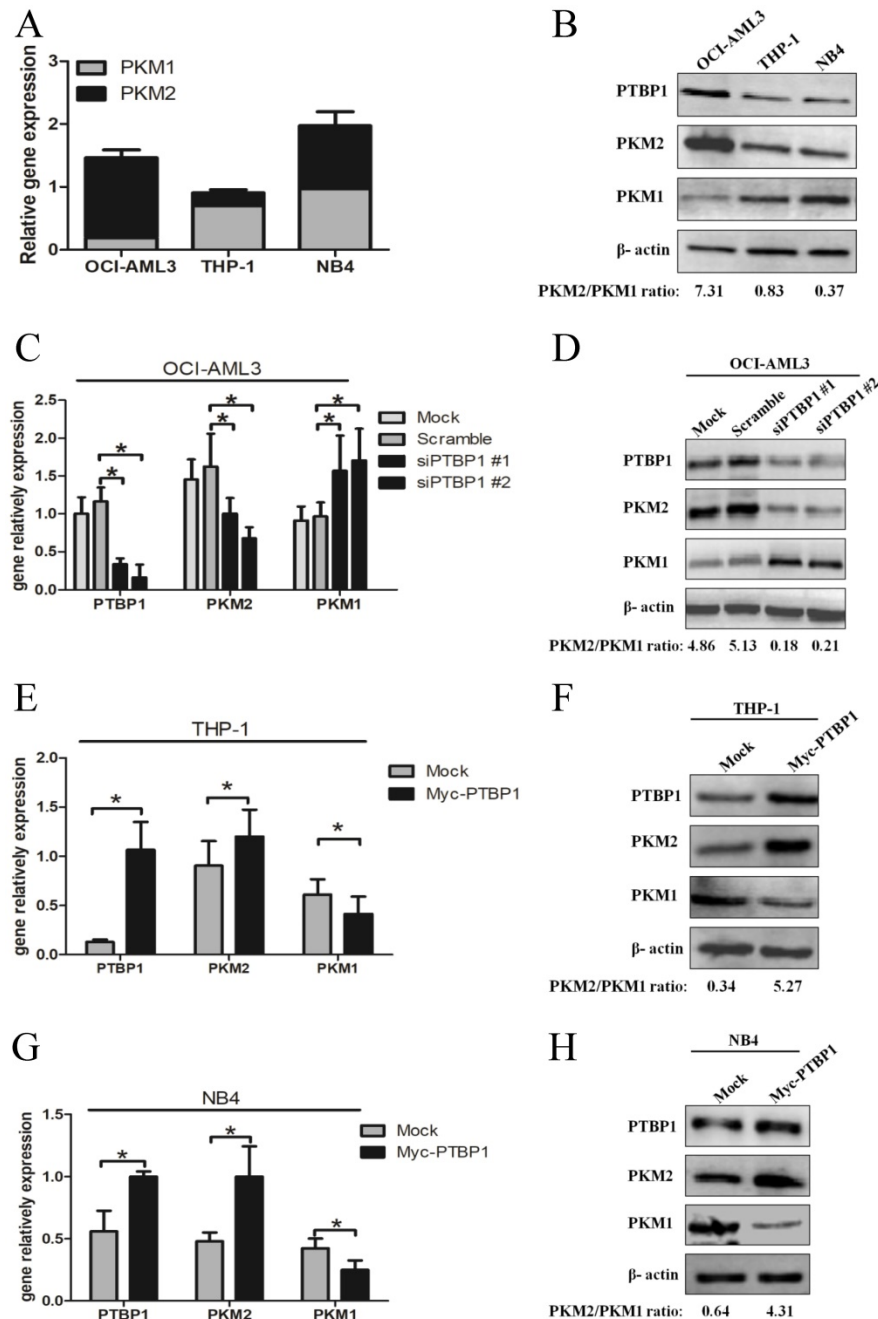 A
3
2
1
0
Relative gene expression
PKM1
PKM2
OCI-AML3 THP-1 NB4
B
OCI-AML3 THP-1 NB4
PTBP1
PKM2
PKM1
β- actin
PKM2/PKM1 ratio: 7.31 0.83 0.37
C
OCI-AML3
2.5
2.0
1.5
1.0
0.5
0.0
gene relatively expression
* * * * * *
Mock
Scramble
siPTBP1 #1
siPTBP1 #2
PTBP1 PKM2 PKM1
D
OCI-AML3
Mock Scramble siPTBP1 #1 siPTBP1 #2
PTBP1
PKM2
PKM1
β- actin
PKM2/PKM1 ratio: 4.86 5.13 0.18 0.21
E
THP-1
2.0
1.5
1.0
0.5
0.0
gene relatively expression
* * *
Mock
Myc-PTBP1
PTBP1 PKM2 PKM1
F
THP-1
Mock Myc-PTBP1
PTBP1
PKM2
PKM1
β- actin
PKM2/PKM1 ratio: 0.34 5.27
G
NB4
1.5
1.0
0.5
0.0
gene relatively expression
* * *
Mock
Myc-PTBP1
PTBP1 PKM2 PKM1
H
NB4
Mock Myc-PTBP1
PTBP1
PKM2
PKM1
β- actin
PKM2/PKM1 ratio: 0.64 4.31